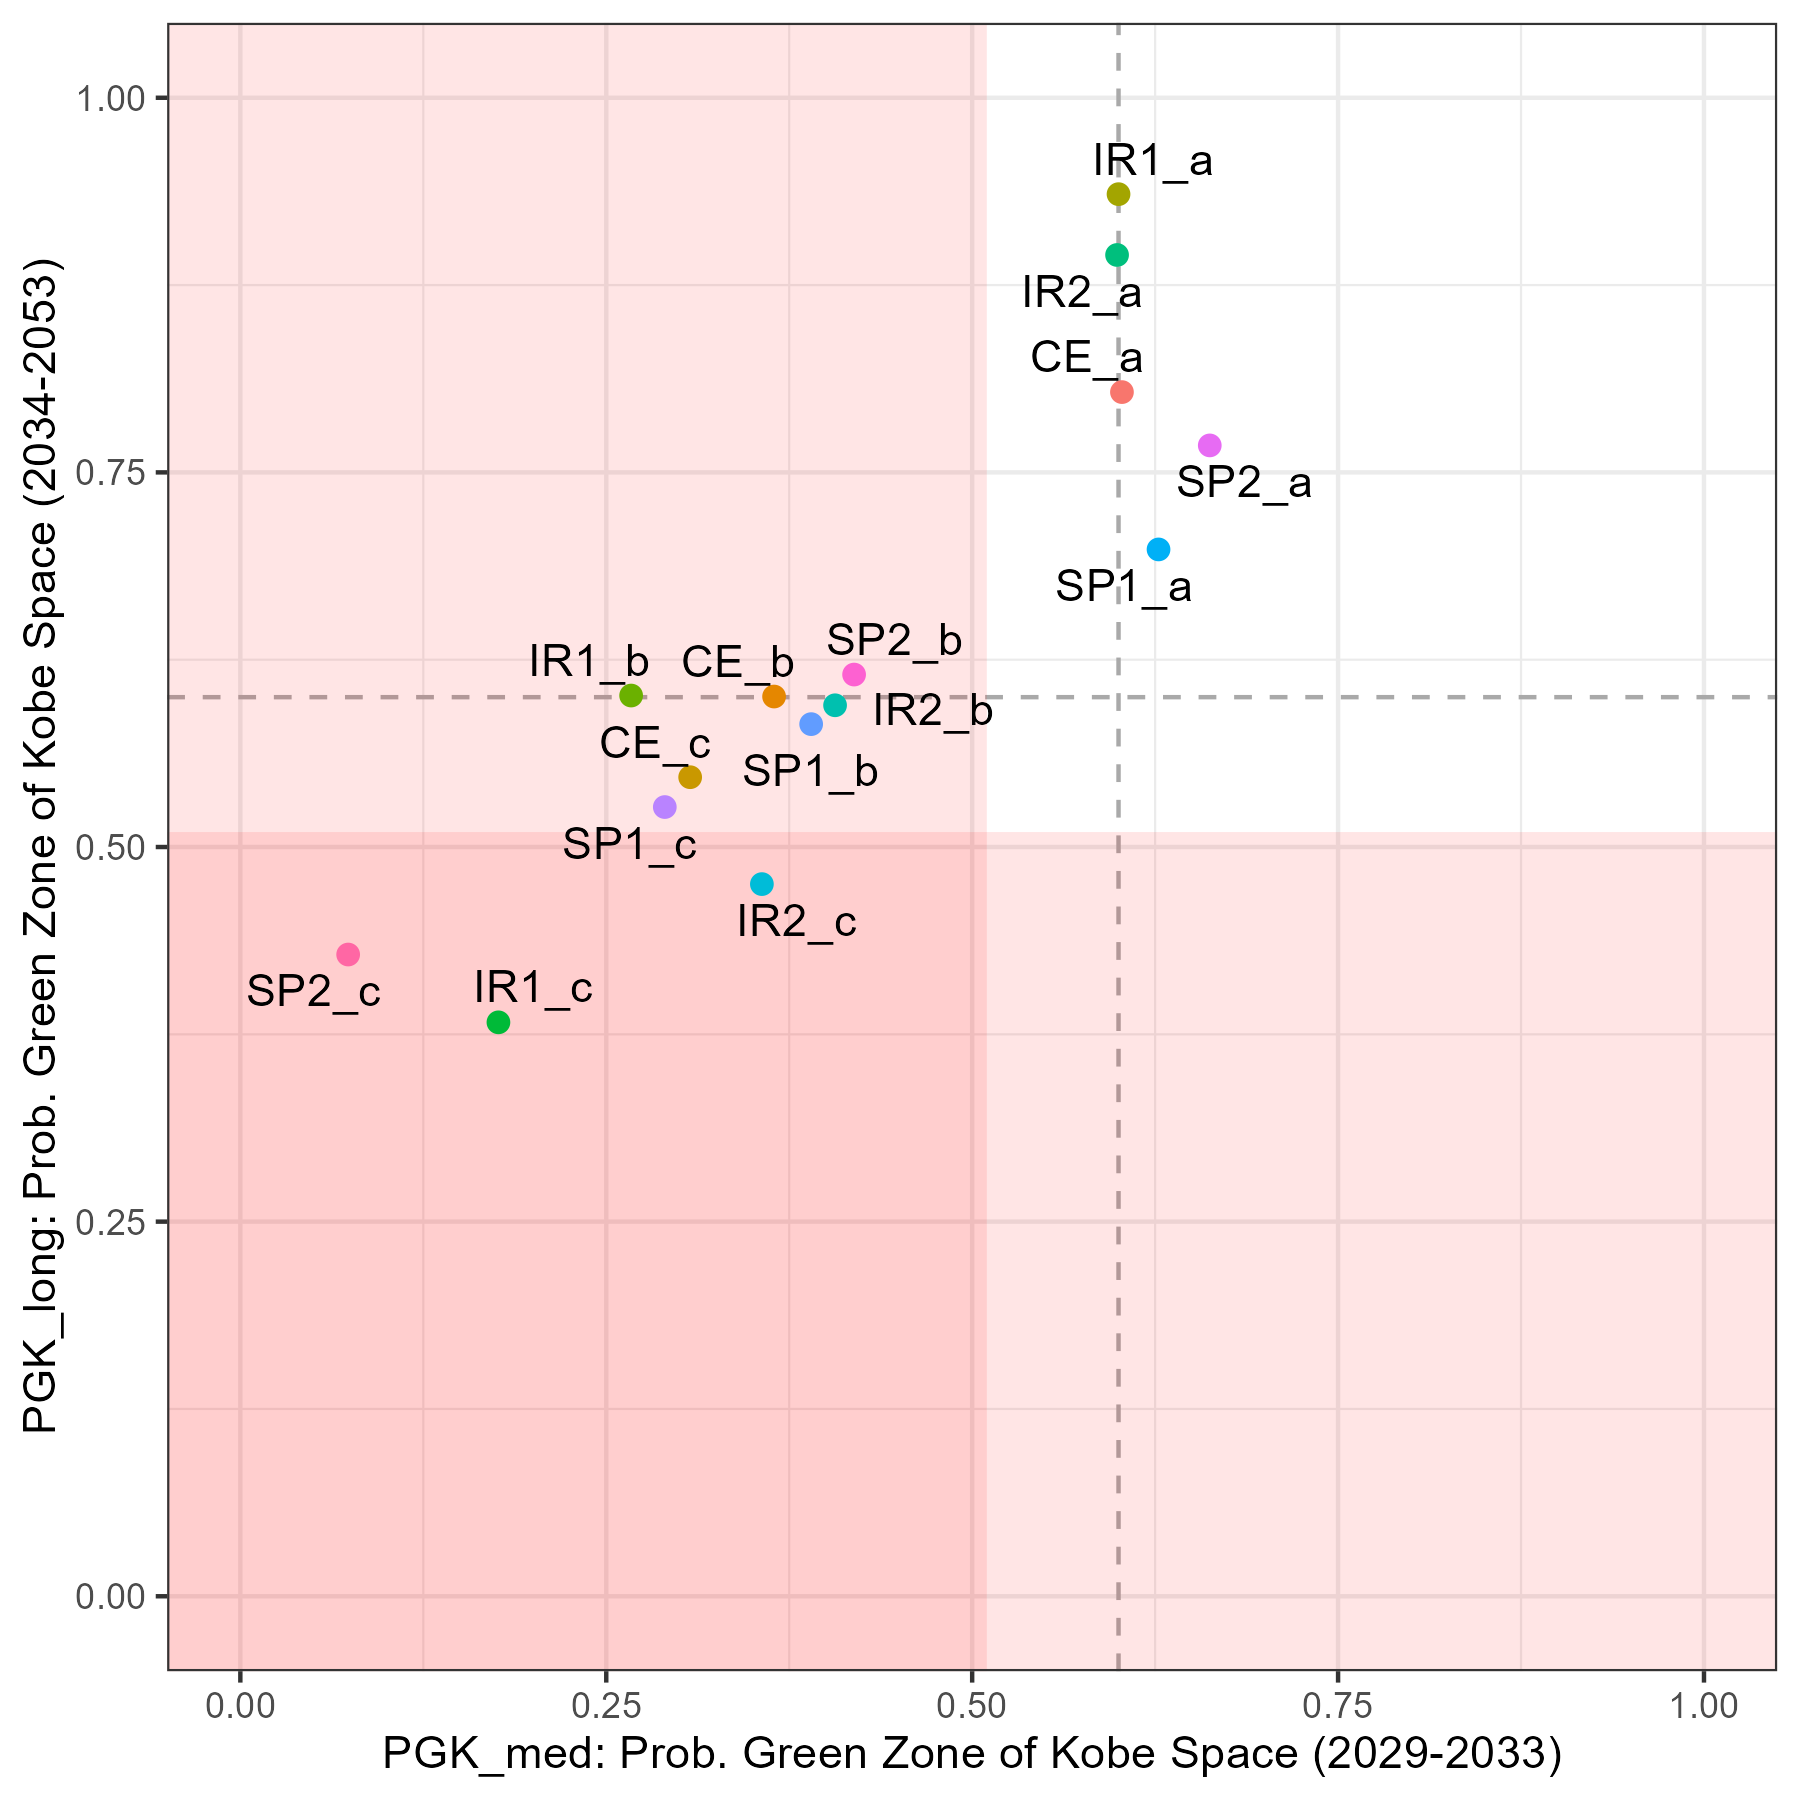 1.00
0.75
0.50
0.25
0.00
PGK_long: Prob. Green Zone of Kobe Space (2034-2053)
IR1_a
IR2_a
CE_a
SP2_a
SP1_a
SP2_b
IR1_b
CE_b
IR2_b
CE_c
SP1_b
SP1_c
IR2_c
SP2_c
IR1_c
0.00
0.25
0.50
0.75
1.00
PGK_med: Prob. Green Zone of Kobe Space (2029-2033)